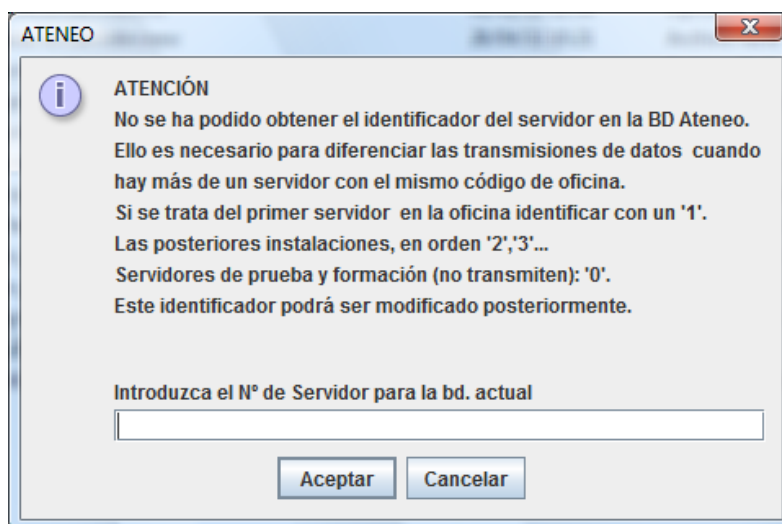 ATENEO
ATENCIÓN
No se ha podido obtener el identificador del servidor en la BD Ateneo.
Ello es necesario para diferenciar las transmisiones de datos  cuando
hay más de un servidor con el mismo código de oficina.
Si se trata del primer servidor  en la oficina identificar con un '1'.
Las posteriores instalaciones, en orden '2','3'...
Servidores de prueba y formación (no transmiten): '0'.
Este identificador podrá ser modificado posteriormente.
Introduzca el Nº de Servidor para la bd. actual
Aceptar Cancelar